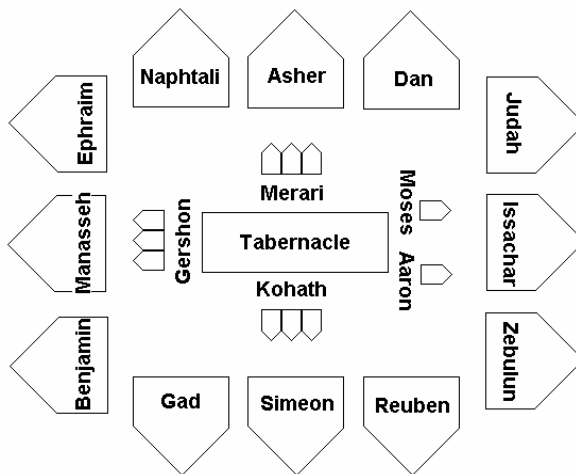 Naphtali
Asher
Dan
Ephraim
Judah
Merari
Moses
Manasseh
Gershon
Tabernacle
Issachar
Aaron
Kohath
Benjamin
Zebulun
Gad
Simeon
Reuben